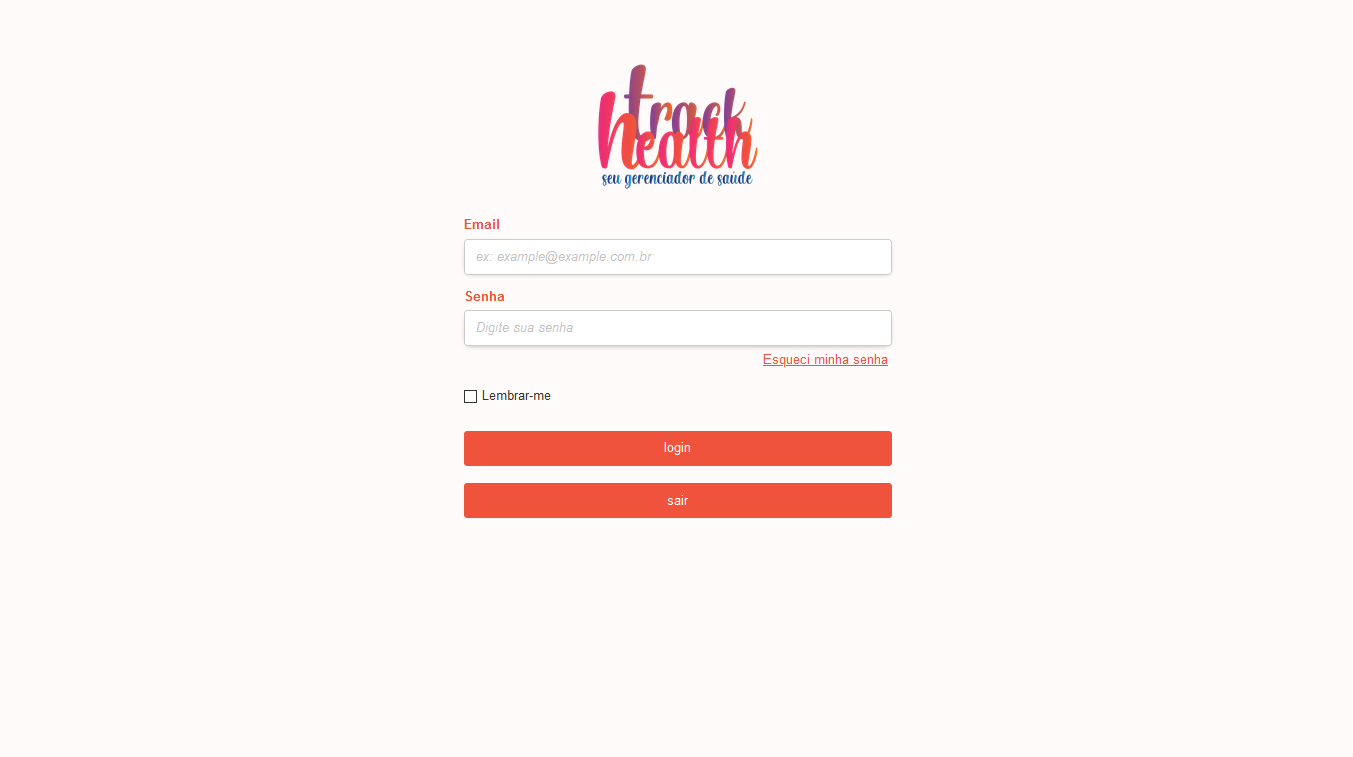 track
health
seu gerenciador de saúde
Email
ex: example@example.com.br
Senha
Digite sua senha
Esqueci minha senha
Lembrar-me
login
sair